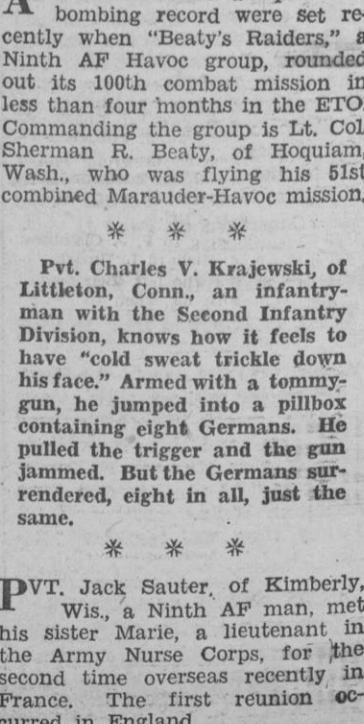 A bombing record were set re-
cently when "Beaty's Raiders," a
Ninth AF Havoc group, rounded
out its 100th combat mission in
less than four months in the ETO.
Commanding the group is Lt. Col.
Sherman R. Beaty, of Hoquiam,
Wash., who was flying his 51st
combined Marauder-Havoc mission.
* * *
Pvt. Charles V. Krajewski, of
Littleton, Conn., an infantry-
man with the Second Infantry
Division, knows how it feels to
have "cold sweat trickle down
his face." Armed with a tommy-
gun, he jumped into a pillbox
containing eight Germans. He
pulled the trigger and the gun
jammed. But the Germans sur-
rendered, eight in all, just the
same.
* * *
PVT. Jack Sauter, of Kimberly,
Wis., a Ninth AF man, met
his sister Marie, a lieutenant in
the Army Nurse Corps, for the
second time overseas recently in
France. The first reunion oc-
curred in England